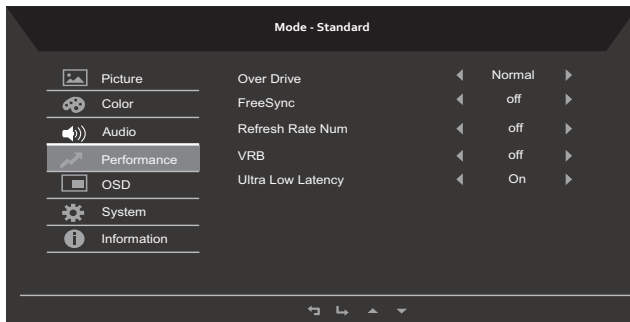 Mode - Standard
Picture
Color
Audio
Performance
OSD
System
Information
Over Drive Normal
FreeSync off
Refresh Rate Num off
VRB off
Ultra Low Latency On